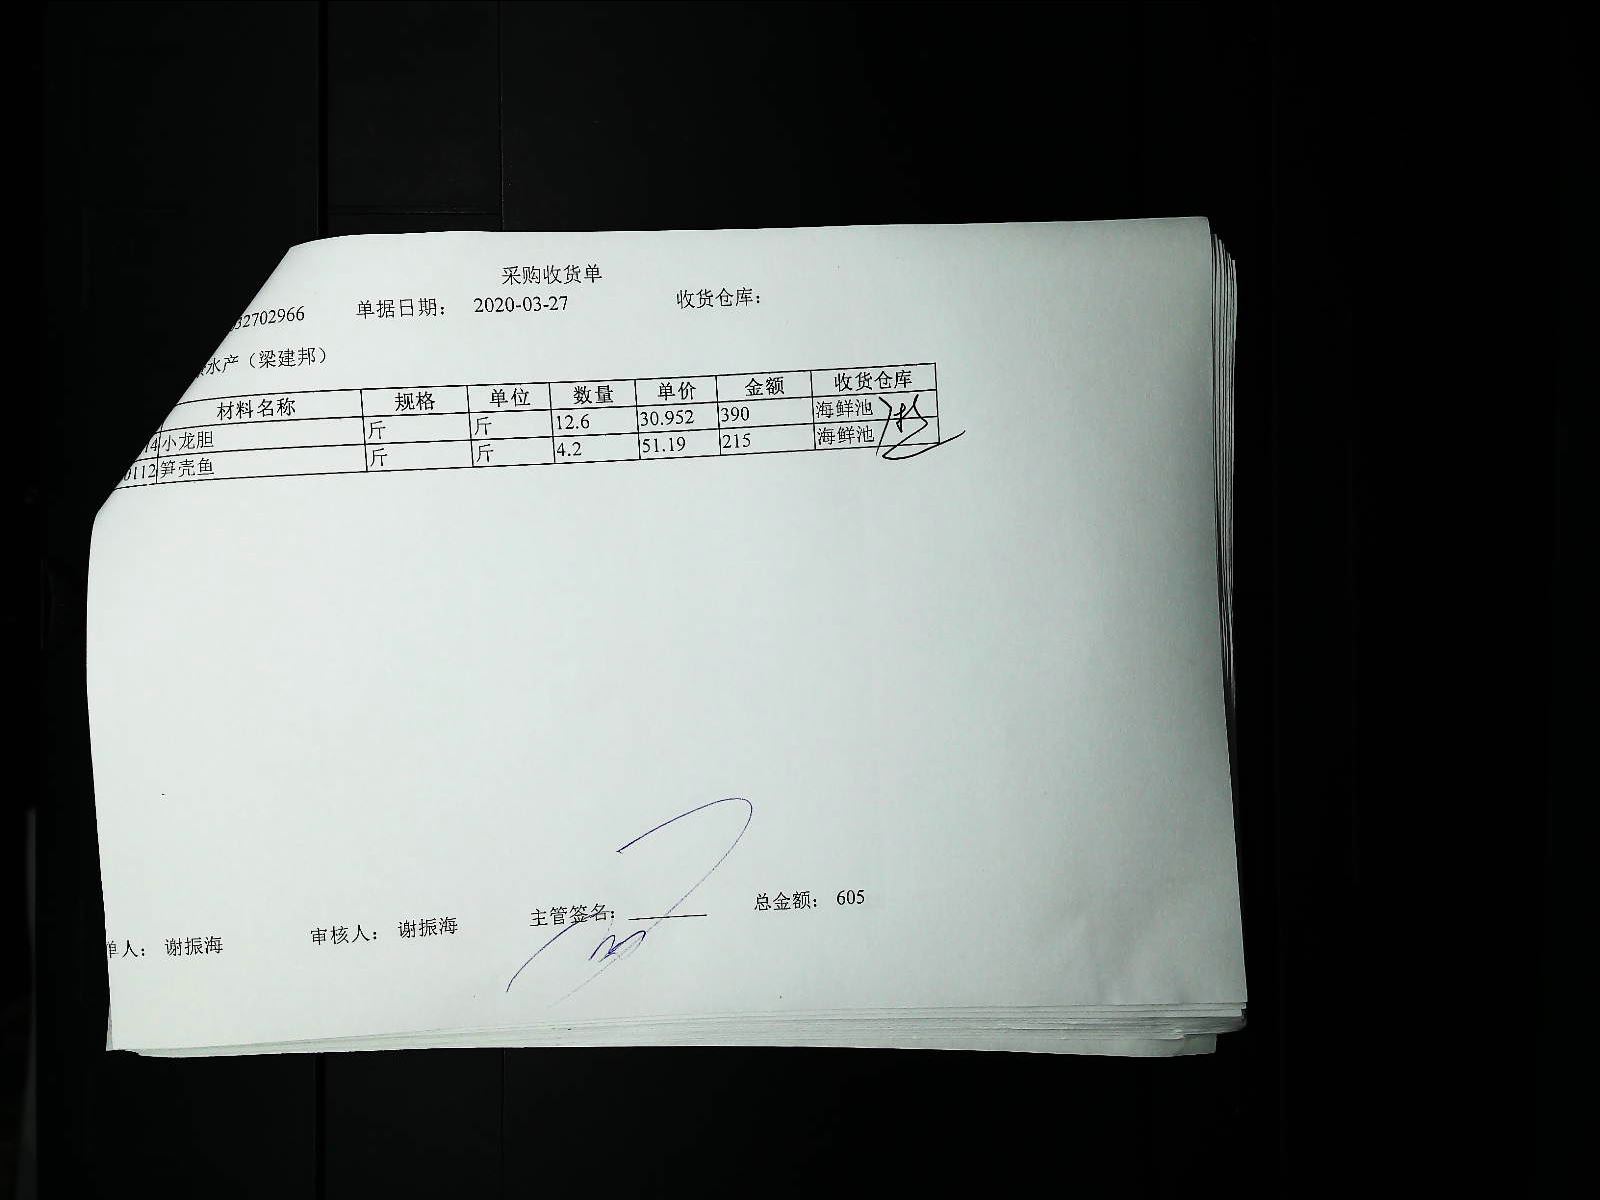 采购收货单
32702966 单据日期： 2020-03-27 收货仓库：
水产（梁建邦）
材料名称 规格 单位 数量 单价 金额 收货仓库
14 小龙胆 斤 斤 12.6 30.952 390 海鲜池
0112 笋壳鱼 斤 斤 4.2 51.19 215 海鲜池
单人： 谢振海 审核人： 谢振海 主管签名： 总金额： 605